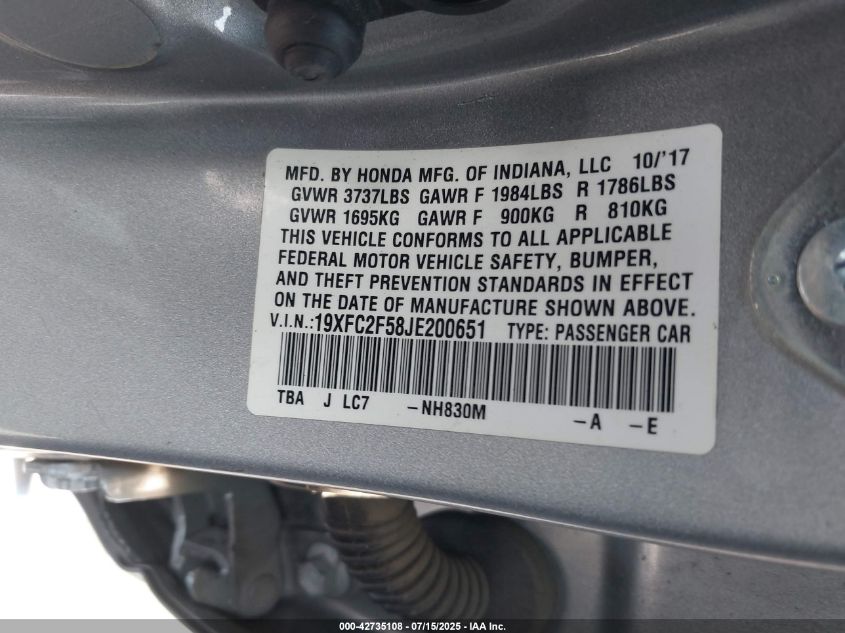 MFD. BY HONDA MFG. OF INDIANA, LLC 10/'17
GVWR 3737LBS GAWR F 1984LBS R 1786LBS
GVWR 1695KG GAWR F 900KG R 810KG
THIS VEHICLE CONFORMS TO ALL APPLICABLE
FEDERAL MOTOR VEHICLE SAFETY, BUMPER,
AND THEFT PREVENTION STANDARDS IN EFFECT
ON THE DATE OF MANUFACTURE SHOWN ABOVE.
V.I.N.:19XFC2F58JE200651 TYPE: PASSENGER CAR
TBA J LC7 -NH830M -A -E
000-42735108 - 07/15/2025 - IAA Inc.